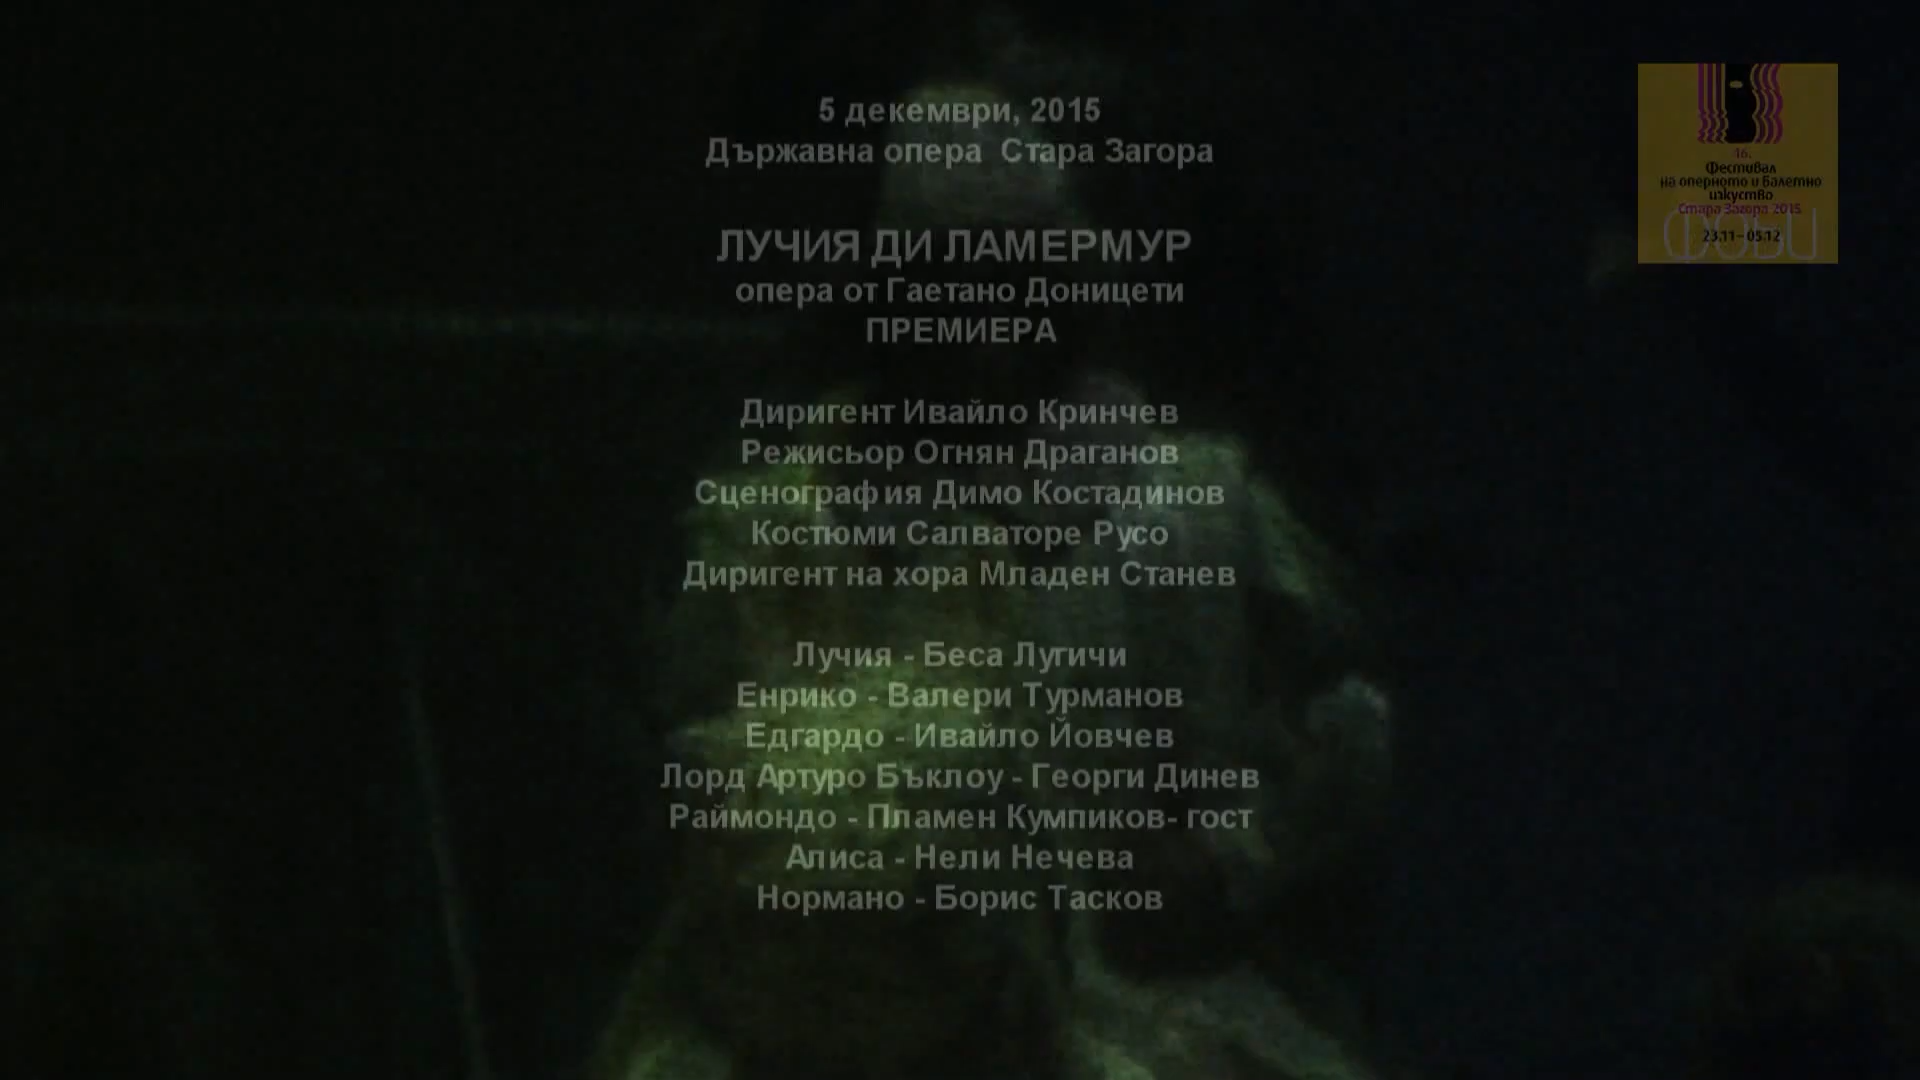 5 декември, 2015
Държавна опера Стара Загора
ЛУЧИЯ ДИ ЛАМЕРМУР
опера от Гаетано Доницети
ПРЕМИЕРА
Диригент Ивайло Кринчев
Режисьор Огнян Драганов
Сценография Димо Костадинов
Костюми Салваторе Русо
Диригент на хора Младен Станев
Лучия - Беса Лугичи
Енрико - Валери Турманов
Едгардо - Ивайло Йовчев
Лорд Артуро Бъклоу - Георги Динев
Раймондо - Пламен Кумпиков- гост
Алиса - Нели Нечева
Нормано - Борис Тасков
16.
Фестивал
на оперното и балетно
изкуство
Стара Загора 2015
23.11 - 05.12
ФОБИ